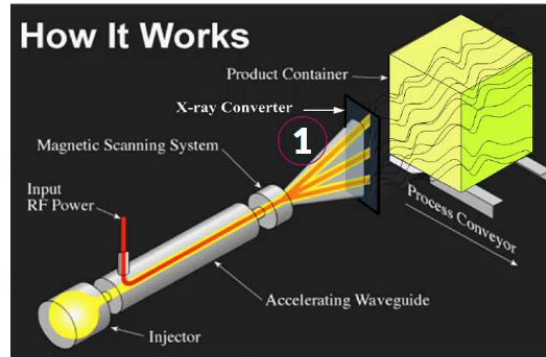 How It Works
Product Container
X-ray Converter
1
Magnetic Scanning System
Input
RF Power
Process Conveyor
Accelerating Waveguide
Injector